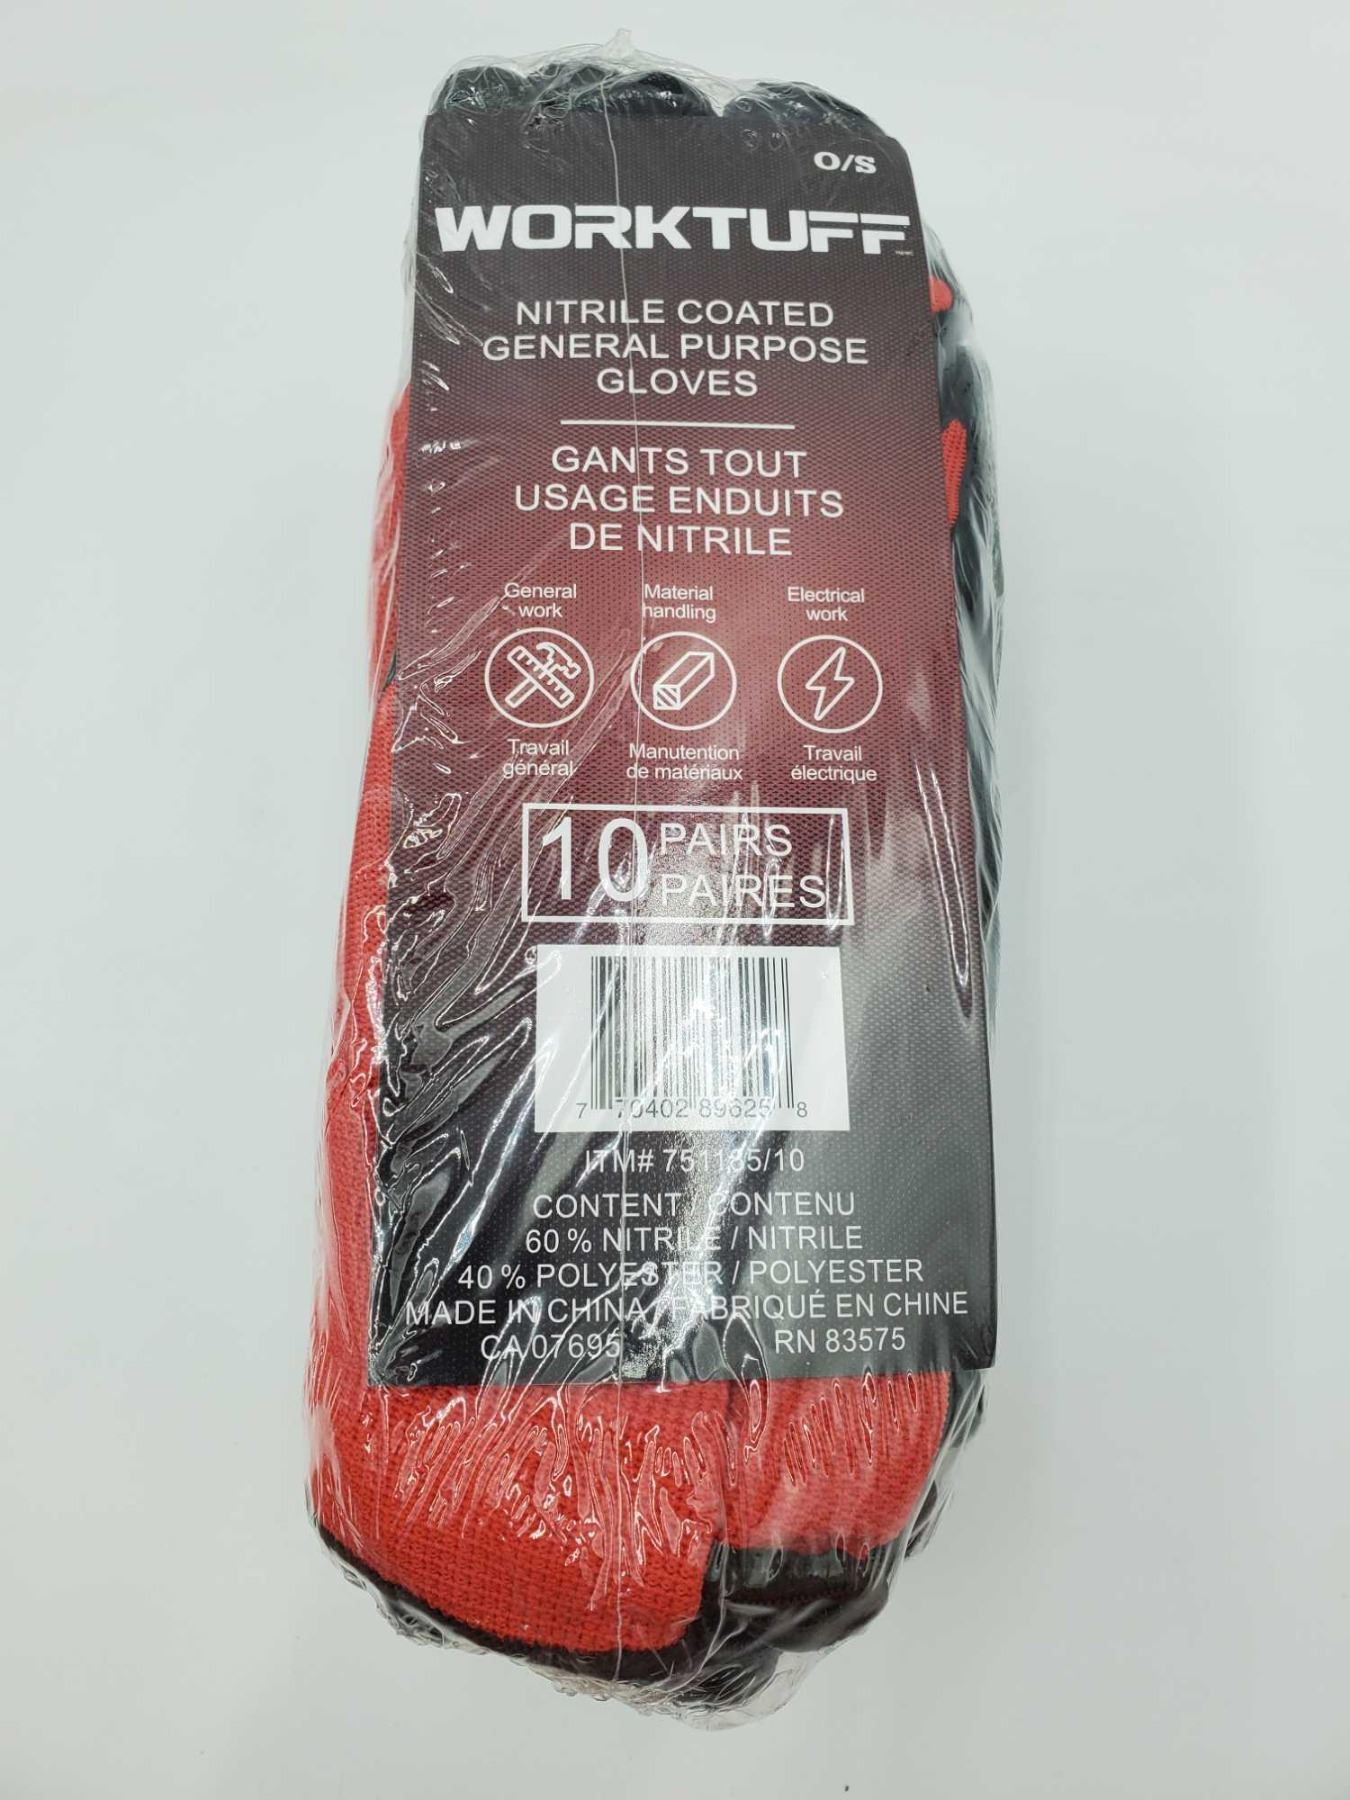 O/S
WORKTUFF
NITRILE COATED
GENERAL PURPOSE
GLOVES
GANTS TOUT
USAGE ENDUITS
DE NITRILE
General work
Material handling
Electrical work
Travail général
Manutention de matériaux
Travail électrique
10 PAIRS
PAIRES
7 70402 89625 8
ITM# 751185/10
CONTENT / CONTENU
60 % NITRILE / NITRILE
40 % POLYESTER / POLYESTER
MADE IN CHINA / FABRIQUÉ EN CHINE
CA 07695 RN 83575